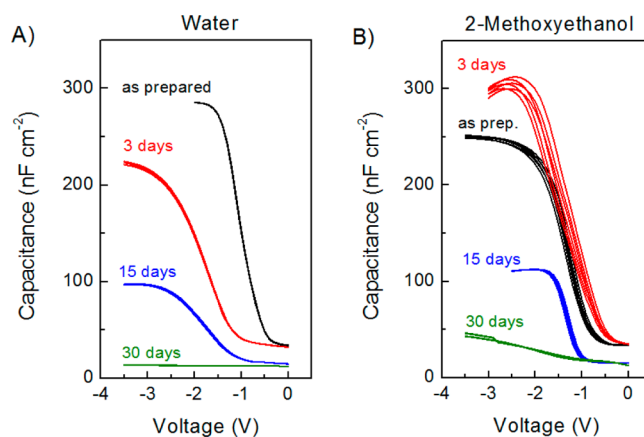 A)
Water
as prepared
3 days
15 days
30 days
300
200
100
0
-4
-3
-2
-1
0
Capacitance (nF cm⁻²)
Voltage (V)
B)
2-Methoxyethanol
3 days
as prep.
15 days
30 days
300
200
100
0
-4
-3
-2
-1
0
Capacitance (nF cm⁻²)
Voltage (V)